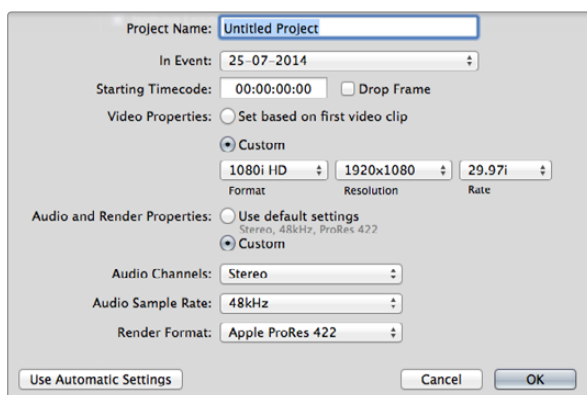 Project Name: Untitled Project
In Event: 25-07-2014
Starting Timecode: 00:00:00:00 Drop Frame
Video Properties: Set based on first video clip
Custom
1080i HD 1920x1080 29.97i
Format Resolution Rate
Audio and Render Properties: Use default settings
Stereo, 48kHz, ProRes 422
Custom
Audio Channels: Stereo
Audio Sample Rate: 48kHz
Render Format: Apple ProRes 422
Use Automatic Settings Cancel OK